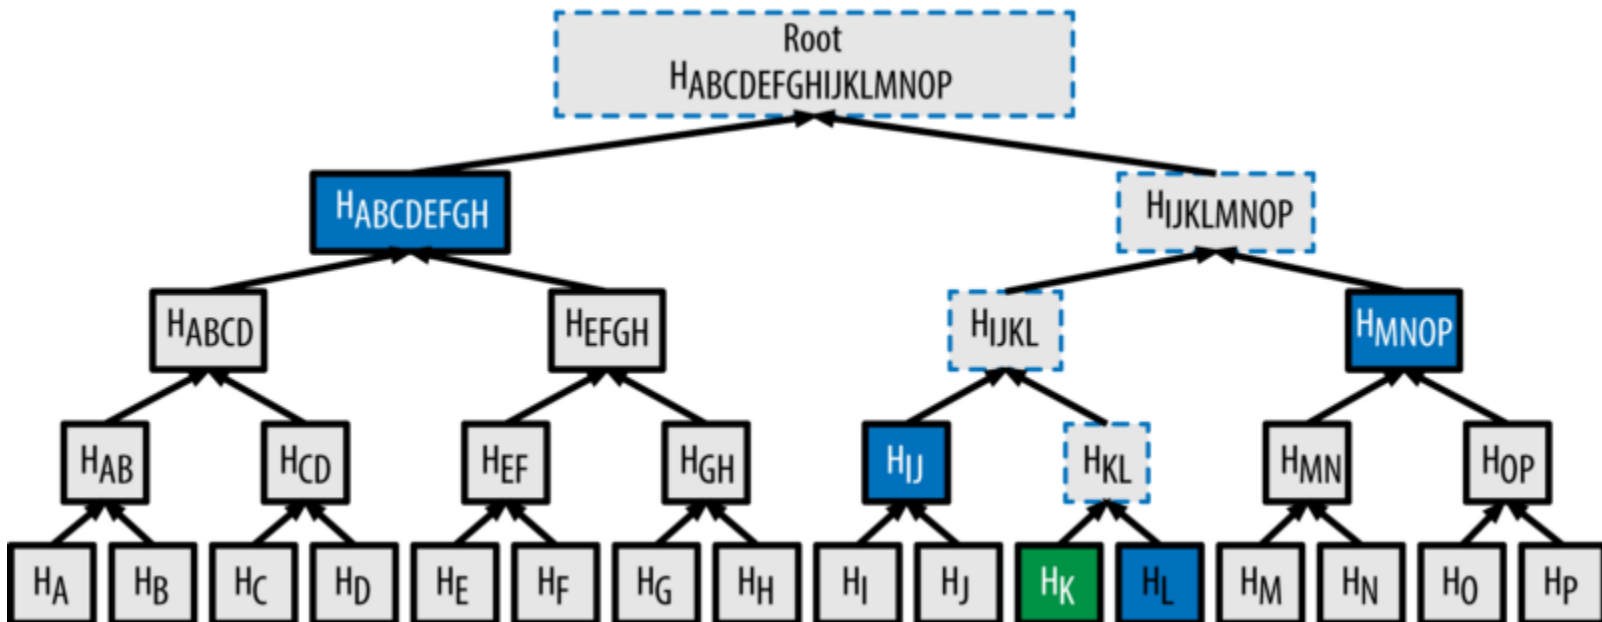 Root
HABCDEFGHIJKLMNOP
HABCDEFGH
HIJKLMNOP
HABCD
HEFGH
HIJKL
HMNOP
HAB
HCD
HEF
HGH
HIJ
HKL
HMN
HOP
HA
HB
HC
HD
HE
HF
HG
HH
HI
HJ
HK
HL
HM
HN
HO
HP